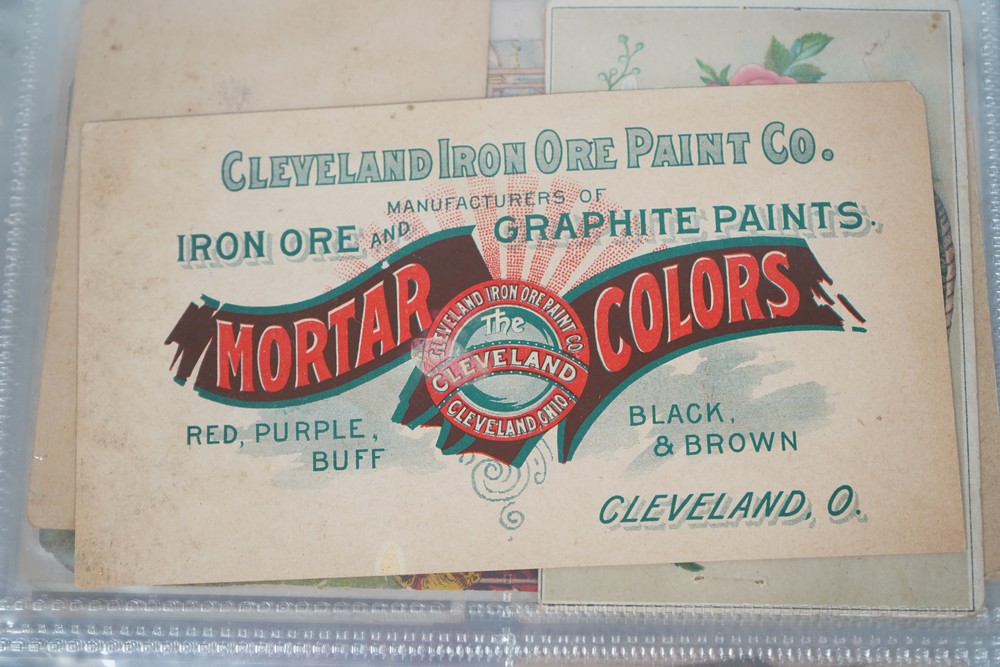 CLEVELAND IRON ORE PAINT CO.
MANUFACTURERS OF
IRON ORE AND GRAPHITE PAINTS.
MORTAR COLORS
CLEVELAND IRON ORE PAINT CO.
The
CLEVELAND
CLEVELAND, OHIO
RED, PURPLE,
BUFF
BLACK,
& BROWN
CLEVELAND, O.